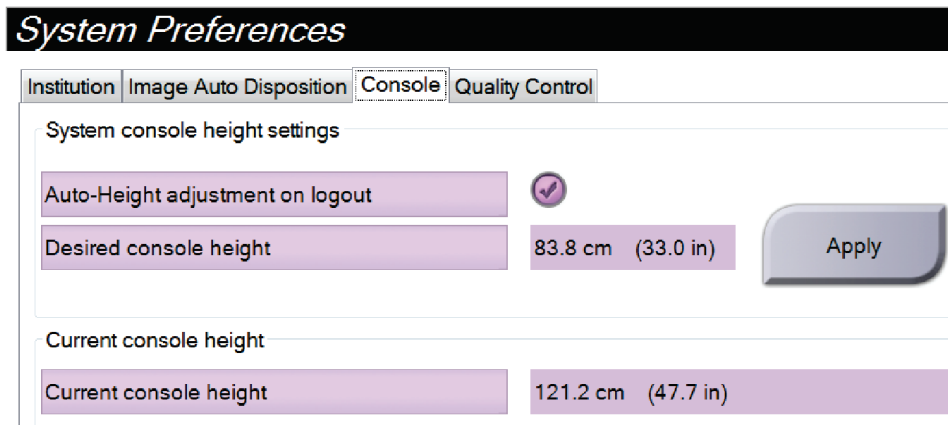 System Preferences
Institution Image Auto Disposition Console Quality Control
System console height settings
Auto-Height adjustment on logout
Desired console height 83.8 cm (33.0 in) Apply
Current console height
Current console height 121.2 cm (47.7 in)